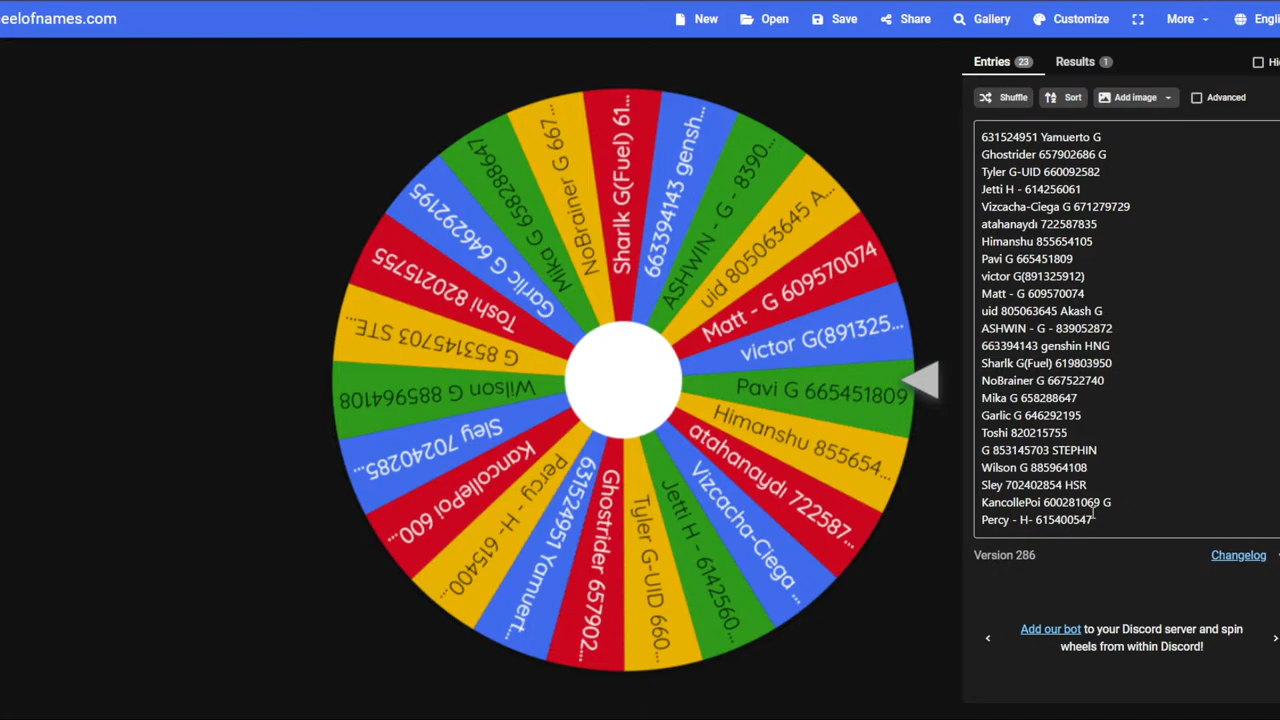 eelofnames.com
New Open Save Share Gallery Customize More Engli
Entries 23 Results 1 Hi
Shuffle Sort Add image Advanced
631524951 Yamuerto G
Ghostrider 657902686 G
Tyler G-UID 660092582
Jetti H - 614256061
Vizcacha-Ciega G 671279729
atahanaydı 722587835
Himanshu 855654105
Pavi G 665451809
victor G(891325912)
Matt - G 609570074
uid 805063645 Akash G
ASHWIN - G - 839052872
663394143 genshin HNG
Sharlk G(Fuel) 619803950
NoBrainer G 667522740
Mika G 658288647
Garlic G 646292195
Toshi 820215755
G 853145703 STEPHIN
Wilson G 885964108
Sley 702402854 HSR
KancollePoi 600281069 G
Percy - H- 615400547
Version 286 Changelog
Add our bot to your Discord server and spin
wheels from within Discord!
Sharlk G(Fuel) 61...
663394143 gensh...
ASHWIN - G - 8390...
uid 805063645 A...
Matt - G 609570074
victor G(891325...
Pavi G 665451809
Himanshu 855654...
atahanaydı 722587...
Vizcacha-Ciega ...
Jetti H - 6142560...
Tyler G-UID 660...
Ghostrider 657902...
631524951 Yamuert...
Percy - H- 615400...
KancollePoi 600...
Sley 70240285...
Wilson G 885964108
G 853145703 STE...
Toshi 820215755
Garlic G 646292195
Mika G 658288647
NoBrainer G 667...